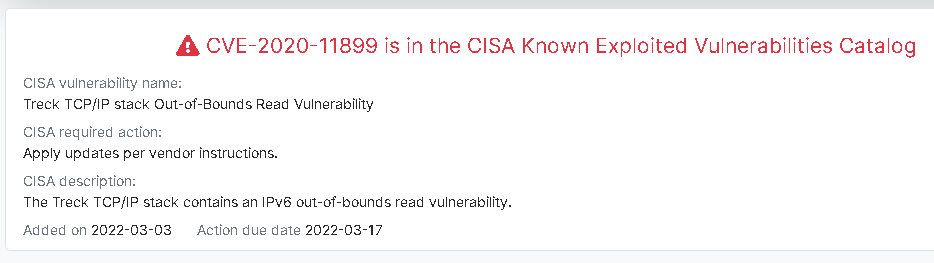 CVE-2020-11899 is in the CISA Known Exploited Vulnerabilities Catalog
CISA vulnerability name:
Treck TCP/IP stack Out-of-Bounds Read Vulnerability
CISA required action:
Apply updates per vendor instructions.
CISA description:
The Treck TCP/IP stack contains an IPv6 out-of-bounds read vulnerability.
Added on 2022-03-03 Action due date 2022-03-17